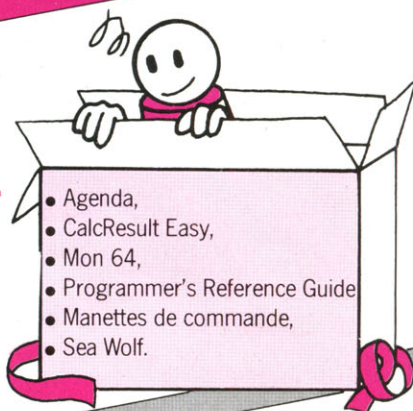 • Agenda,
• CalcResult Easy,
• Mon 64,
• Programmer's Reference Guide
• Manettes de commande,
• Sea Wolf.